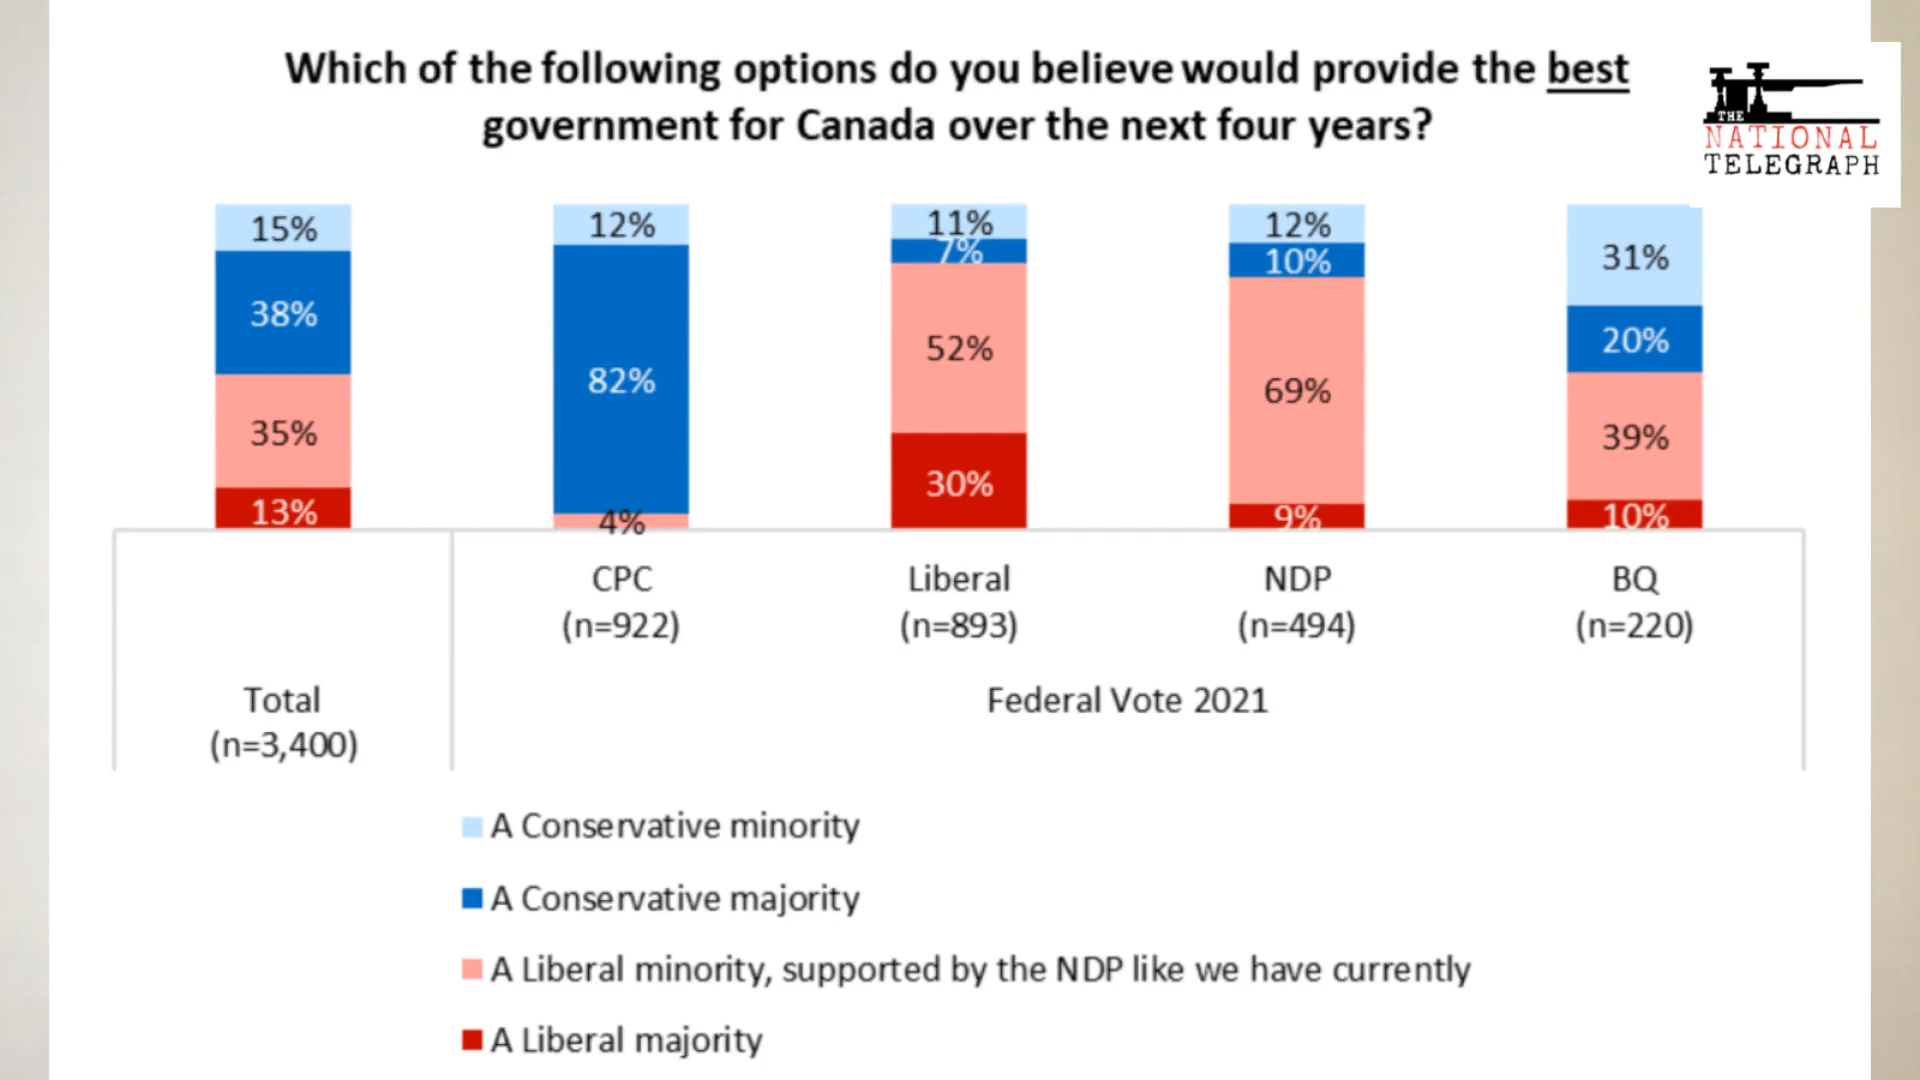 Which of the following options do you believe would provide the best
government for Canada over the next four years?
THE
NATIONAL
TELEGRAPH
15% 12% 11% 12% 31%
38% 82% 7% 10% 20%
35% 4% 52% 69% 39%
13% 30% 9% 10%
CPC Liberal NDP BQ
(n=922) (n=893) (n=494) (n=220)
Total Federal Vote 2021
(n=3,400)
A Conservative minority
A Conservative majority
A Liberal minority, supported by the NDP like we have currently
A Liberal majority